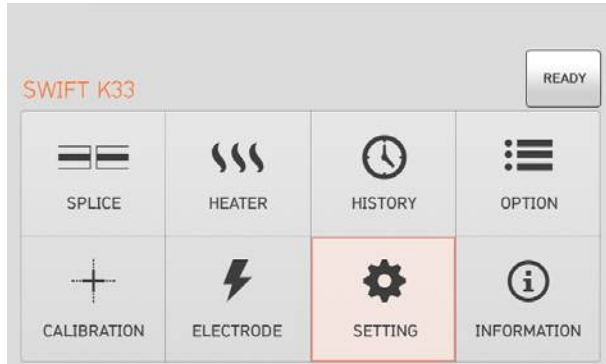 READY
SWIFT K33
SPLICE HEATER HISTORY OPTION
CALIBRATION ELECTRODE SETTING INFORMATION